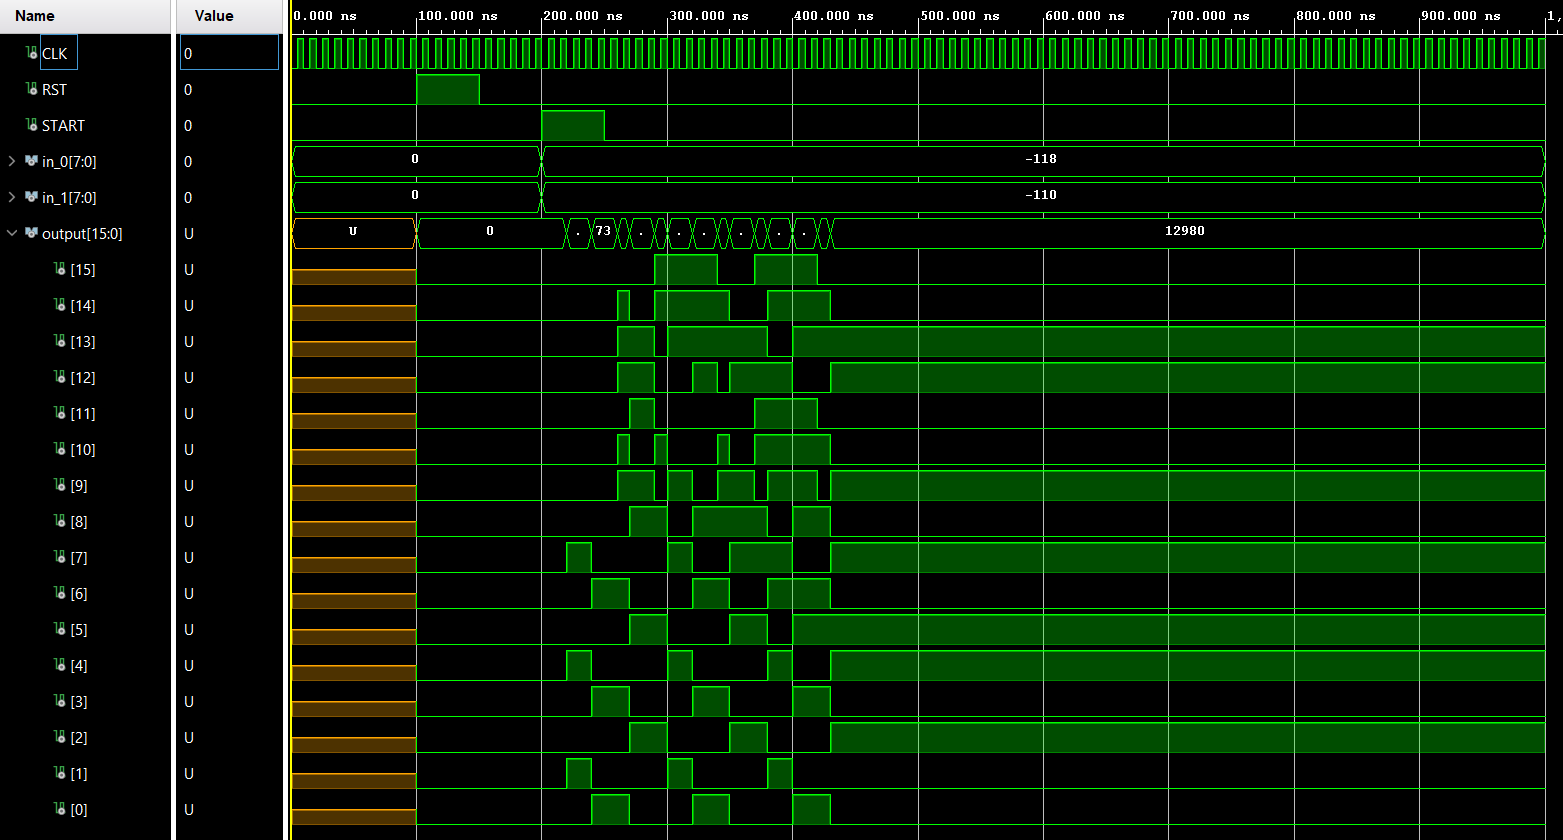 Name Value 0.000 ns 100.000 ns 200.000 ns 300.000 ns 400.000 ns 500.000 ns 600.000 ns 700.000 ns 800.000 ns 900.000 ns 1,
CLK 0
RST 0
START 0
in_0[7:0] 0 0 -118
in_1[7:0] 0 0 -110
output[15:0] U U 0 . 73 . . . . . . 12980
[15] U
[14] U
[13] U
[12] U
[11] U
[10] U
[9] U
[8] U
[7] U
[6] U
[5] U
[4] U
[3] U
[2] U
[1] U
[0] U